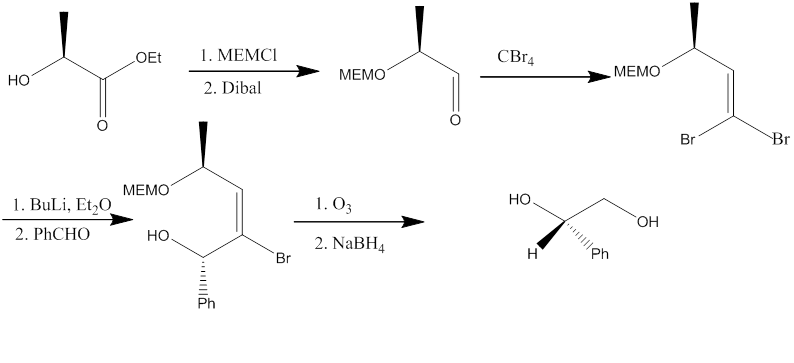 HO
OEt
O
1. MEMCl
2. Dibal
MEMO
O
CBr4
MEMO
Br
Br
1. BuLi, Et2O
2. PhCHO
MEMO
HO
Br
Ph
1. O3
2. NaBH4
HO
OH
H
Ph